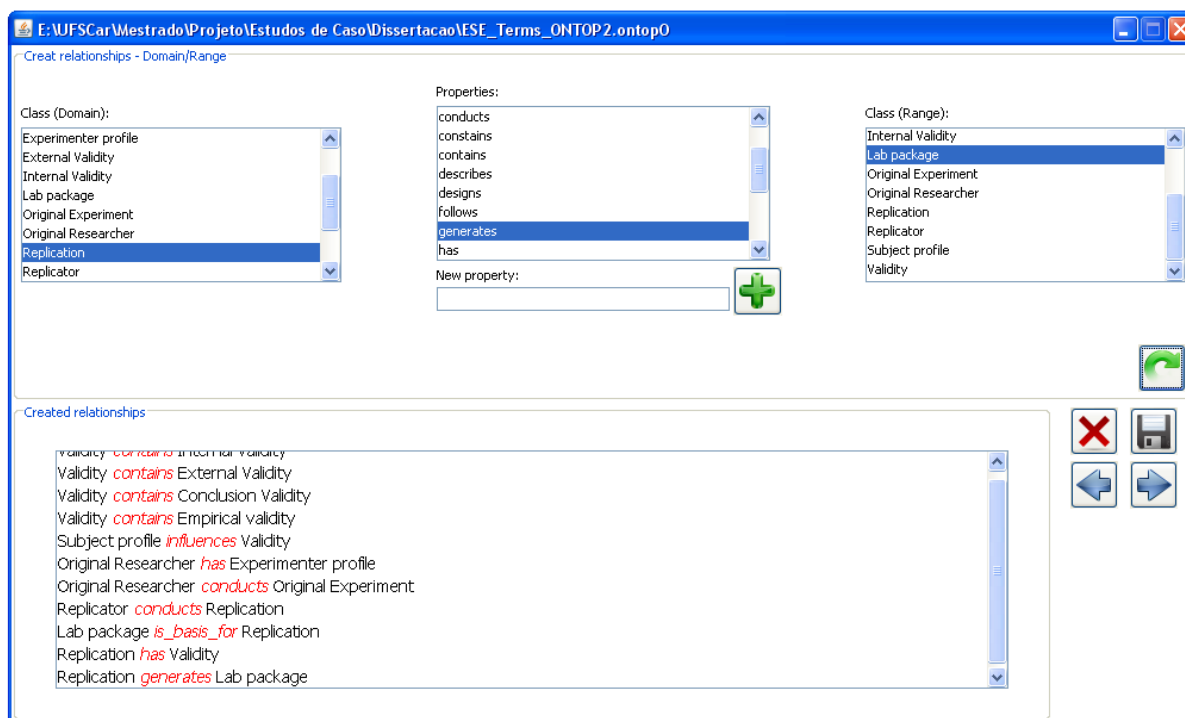 E:\UFSCar\Mestrado\Projeto\Estudos de Caso\Dissertacao\ESE_Terms_ONTOP2.ontopO
Creat relationships - Domain/Range
Class (Domain):
Experimenter profile
External Validity
Internal Validity
Lab package
Original Experiment
Original Researcher
Replication
Replicator
Properties:
conducts
constains
contains
describes
designs
follows
generates
has
New property:
Class (Range):
Internal Validity
Lab package
Original Experiment
Original Researcher
Replication
Replicator
Subject profile
Validity
Created relationships
Validity contains Internal Validity
Validity contains External Validity
Validity contains Conclusion Validity
Validity contains Empirical validity
Subject profile influences Validity
Original Researcher has Experimenter profile
Original Researcher conducts Original Experiment
Replicator conducts Replication
Lab package is_basis_for Replication
Replication has Validity
Replication generates Lab package